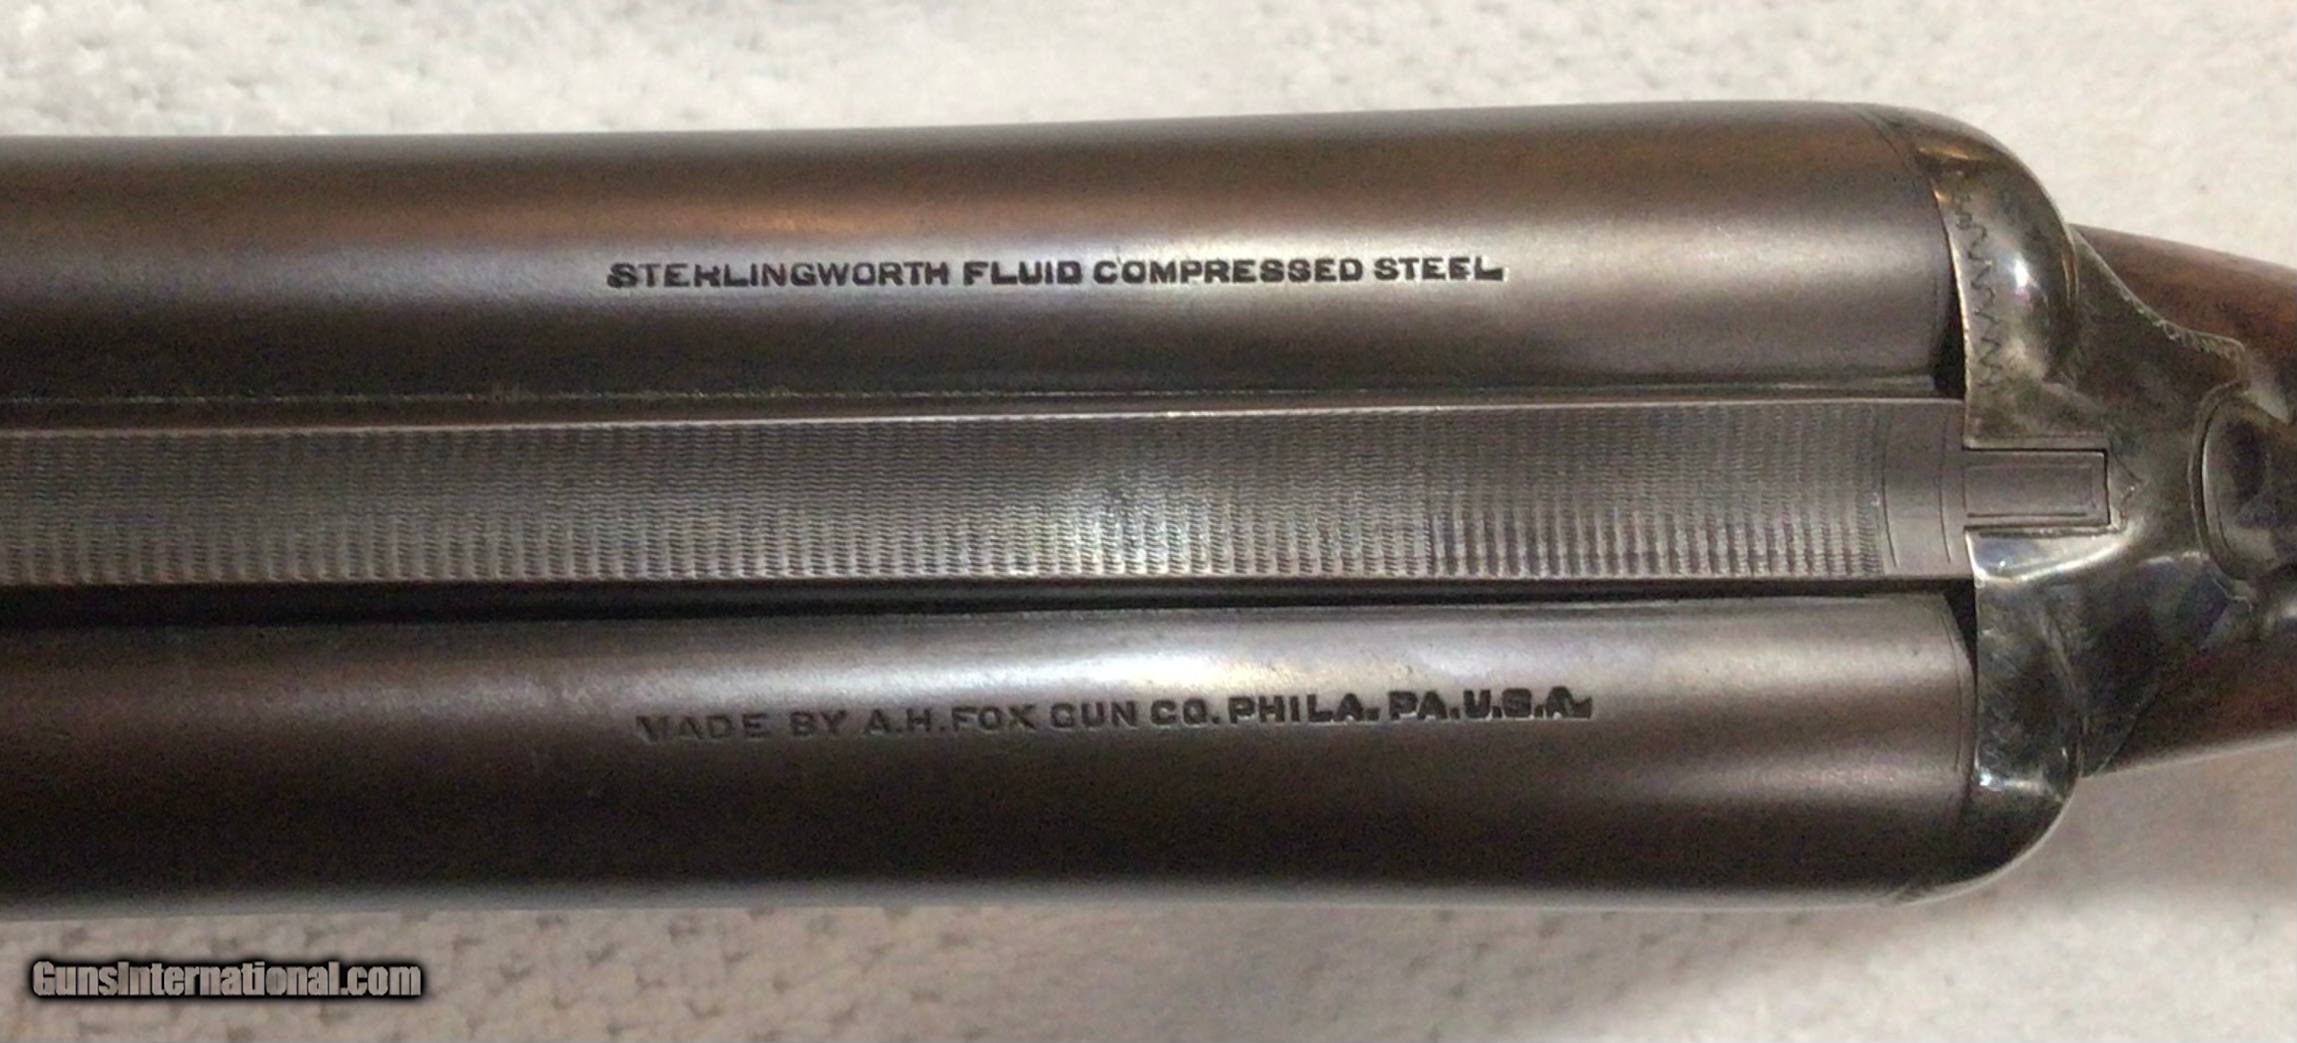 STERLINGWORTH FLUID COMPRESSED STEEL
MADE BY A.H.FOX GUN CO. PHILA. PA.U.S.A.
GunsInternational.com